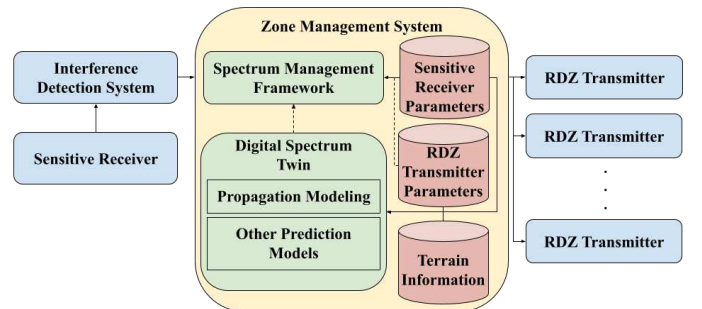 Zone Management System
Interference
Detection System
Sensitive Receiver
Spectrum Management
Framework
Digital Spectrum
Twin
Propagation Modeling
Other Prediction
Models
Sensitive
Receiver
Parameters
RDZ
Transmitter
Parameters
Terrain
Information
RDZ Transmitter
RDZ Transmitter
.
.
.
RDZ Transmitter